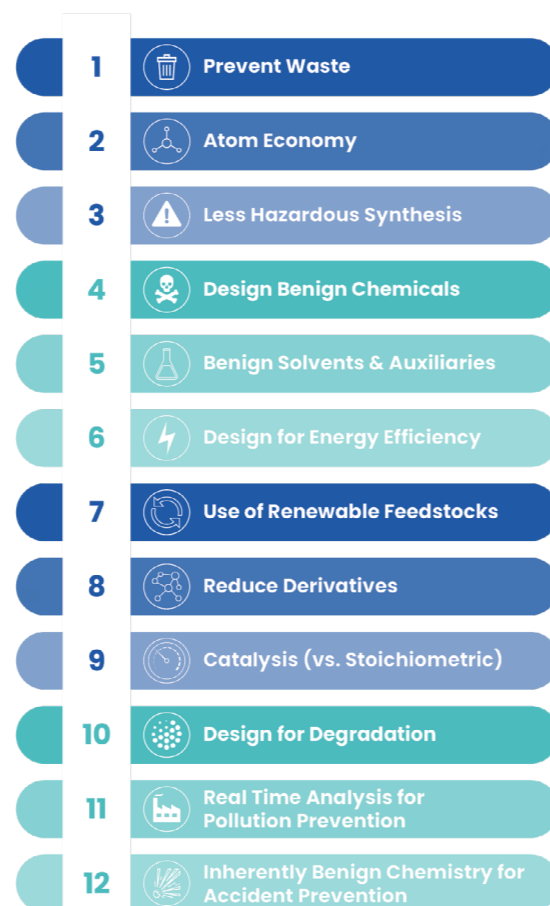 1 Prevent Waste
2 Atom Economy
3 Less Hazardous Synthesis
4 Design Benign Chemicals
5 Benign Solvents & Auxiliaries
6 Design for Energy Efficiency
7 Use of Renewable Feedstocks
8 Reduce Derivatives
9 Catalysis (vs. Stoichiometric)
10 Design for Degradation
11 Real Time Analysis for
Pollution Prevention
12 Inherently Benign Chemistry for
Accident Prevention